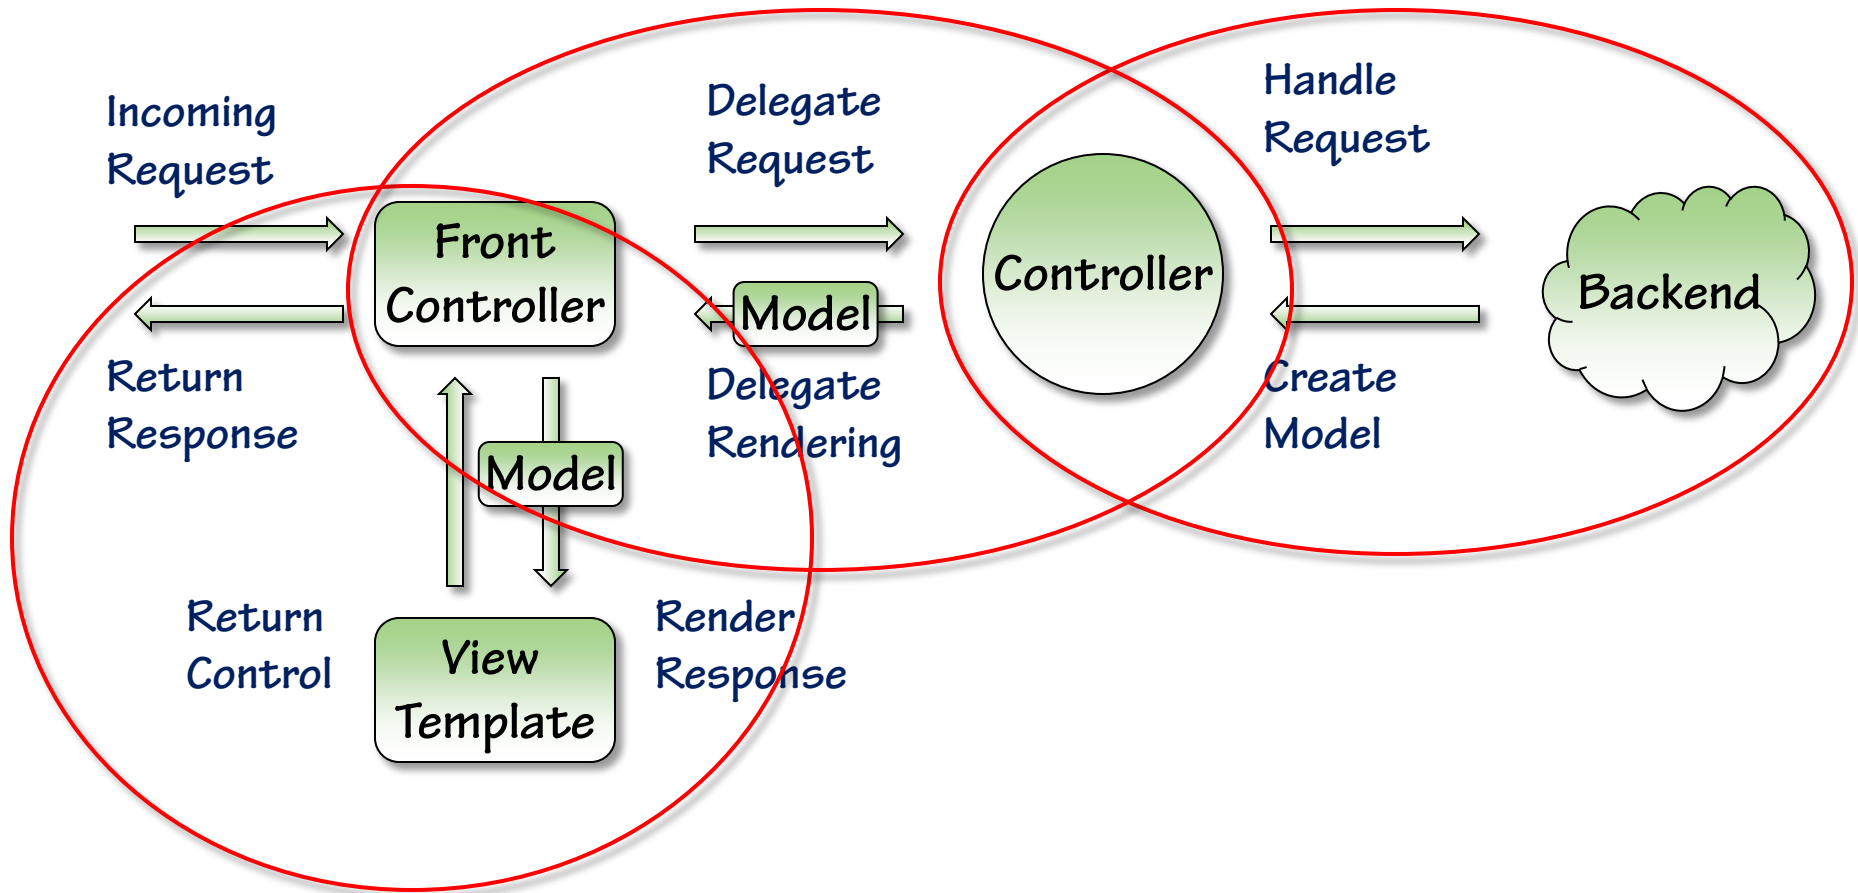 Incoming
Request
Delegate
Request
Handle
Request
Front
Controller
Controller
Backend
Model
Return
Response
Delegate
Rendering
Create
Model
Model
Return
Control
Render
Response
View
Template